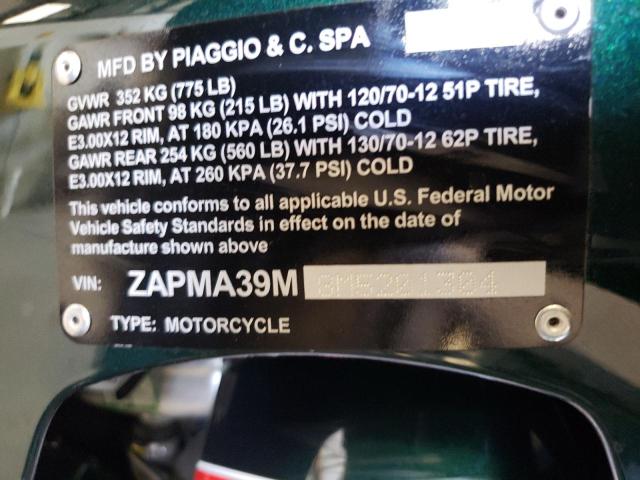 MFD BY PIAGGIO & C. SPA
GVWR 352 KG (775 LB)
GAWR FRONT 98 KG (215 LB) WITH 120/70-12 51P TIRE,
E3.00X12 RIM, AT 180 KPA (26.1 PSI) COLD
GAWR REAR 254 KG (560 LB) WITH 130/70-12 62P TIRE,
E3.00X12 RIM, AT 260 KPA (37.7 PSI) COLD
This vehicle conforms to all applicable U.S. Federal Motor
Vehicle Safety Standards in effect on the date of
manufacture shown above
VIN: ZAPMA39M
TYPE: MOTORCYCLE